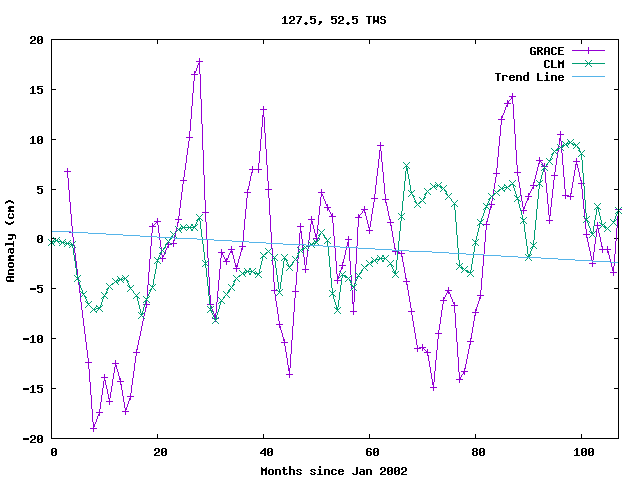 127.5, 52.5 TWS
GRACE
CLM
Trend Line
20
15
10
5
0
-5
-10
-15
-20
Anomaly (cm)
0 20 40 60 80 100
Months since Jan 2002